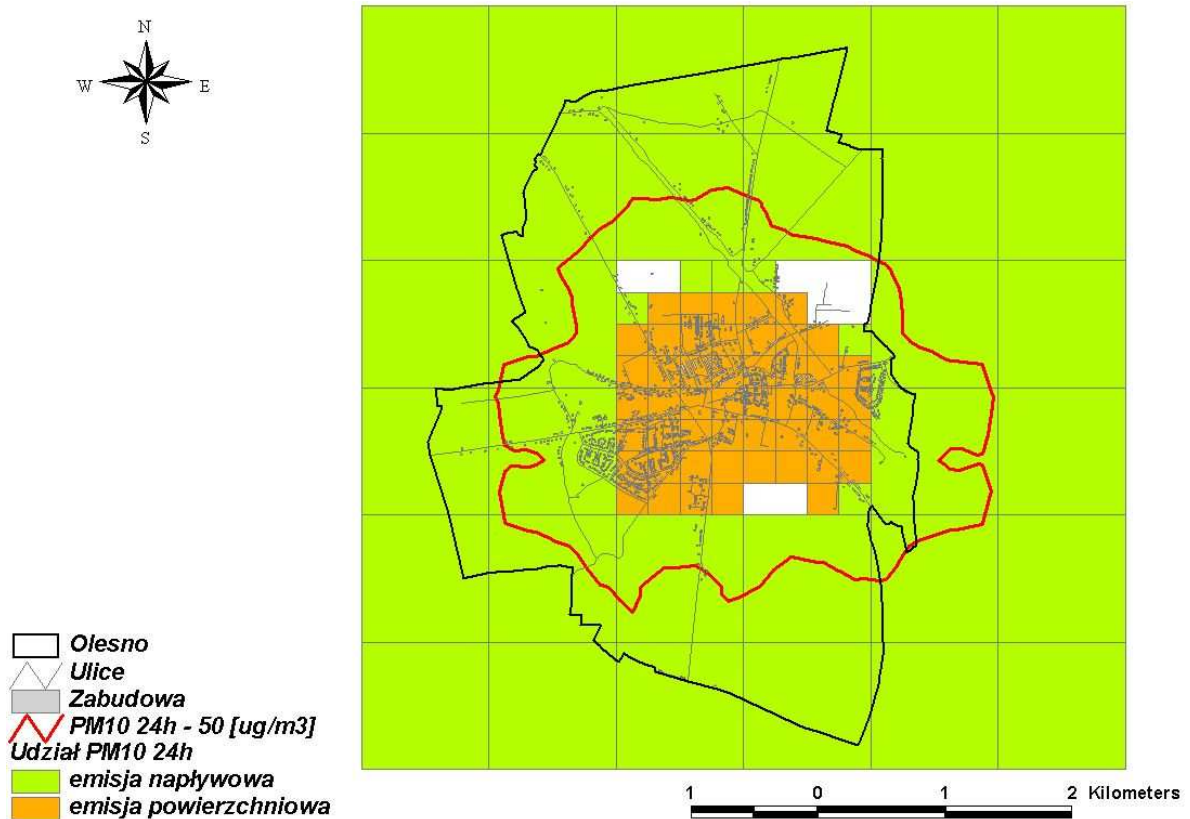 N
W E
S
Olesno
Ulice
Zabudowa
PM10 24h - 50 [ug/m3]
Udział PM10 24h
emisja napływowa
emisja powierzchniowa
1 0 1 2 Kilometers